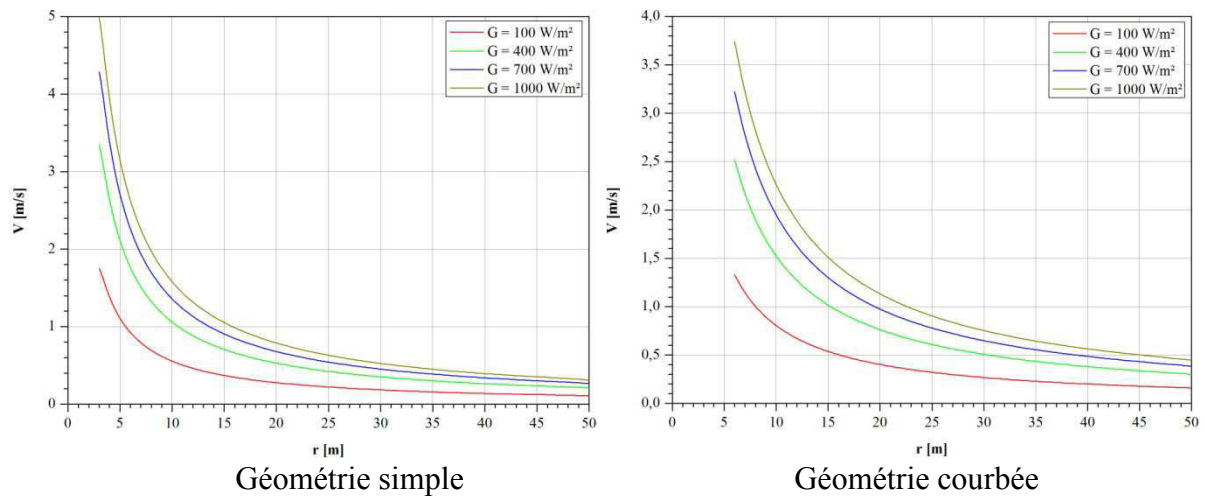 5
4
3
2
1
0
V [m/s]
G = 100 W/m²
G = 400 W/m²
G = 700 W/m²
G = 1000 W/m²
0 5 10 15 20 25 30 35 40 45 50
r [m]
Géométrie simple
4,0
3,5
3,0
2,5
2,0
1,5
1,0
0,5
0,0
V [m/s]
G = 100 W/m²
G = 400 W/m²
G = 700 W/m²
G = 1000 W/m²
0 5 10 15 20 25 30 35 40 45 50
r [m]
Géométrie courbée